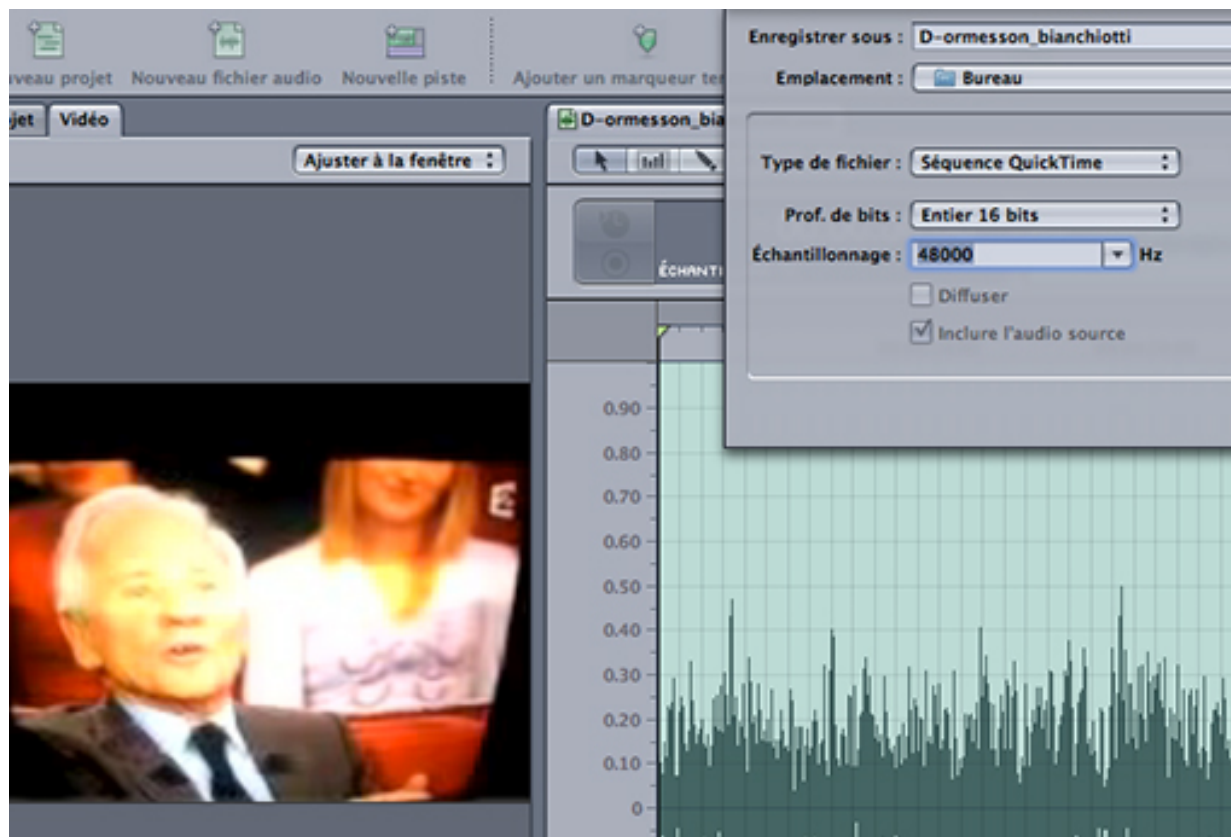 veau projet Nouveau fichier audio Nouvelle piste Ajouter un marqueur te
Enregistrer sous : D-ormesson_bianchiotti
Emplacement : Bureau
jet Vidéo
D-ormesson_bia
Ajuster à la fenêtre
Type de fichier : Séquence QuickTime
Prof. de bits : Entier 16 bits
Échantillonnage : 48000 Hz
ÉCHANTI
Diffuser
Inclure l'audio source
0.90
0.80
0.70
0.60
0.50
0.40
0.30
0.20
0.10
0